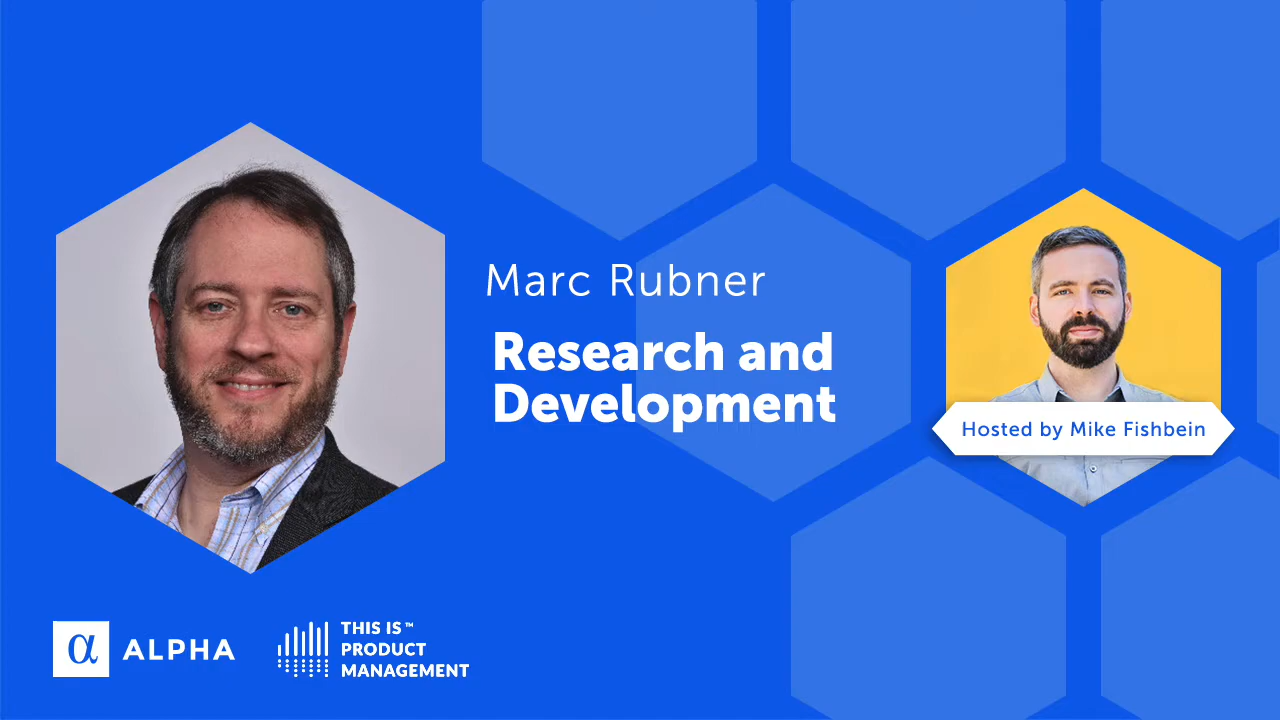 Marc Rubner
Research and
Development
Hosted by Mike Fishbein
α ALPHA
THIS IS™
PRODUCT
MANAGEMENT